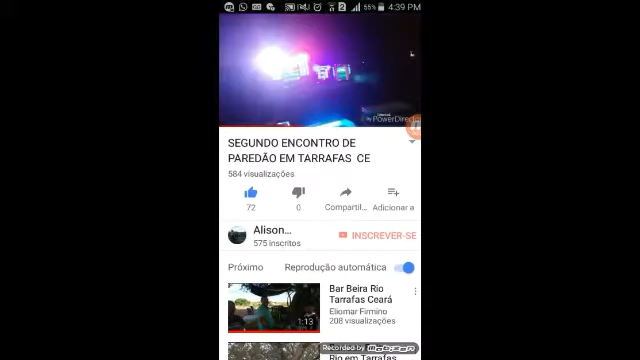 55% 4:39 PM
by PowerDirector
SEGUNDO ENCONTRO DE
PAREDÃO EM TARRAFAS CE
584 visualizações
72
0
Compartil...
Adicionar a
Alison...
575 inscritos
INSCREVER-SE
Próximo
Reprodução automática
Bar Beira Rio
Tarrafas Ceará
Eliomar Firmino
208 visualizações
1:13
Recorded by Mobizen
Rio em Tarrafas